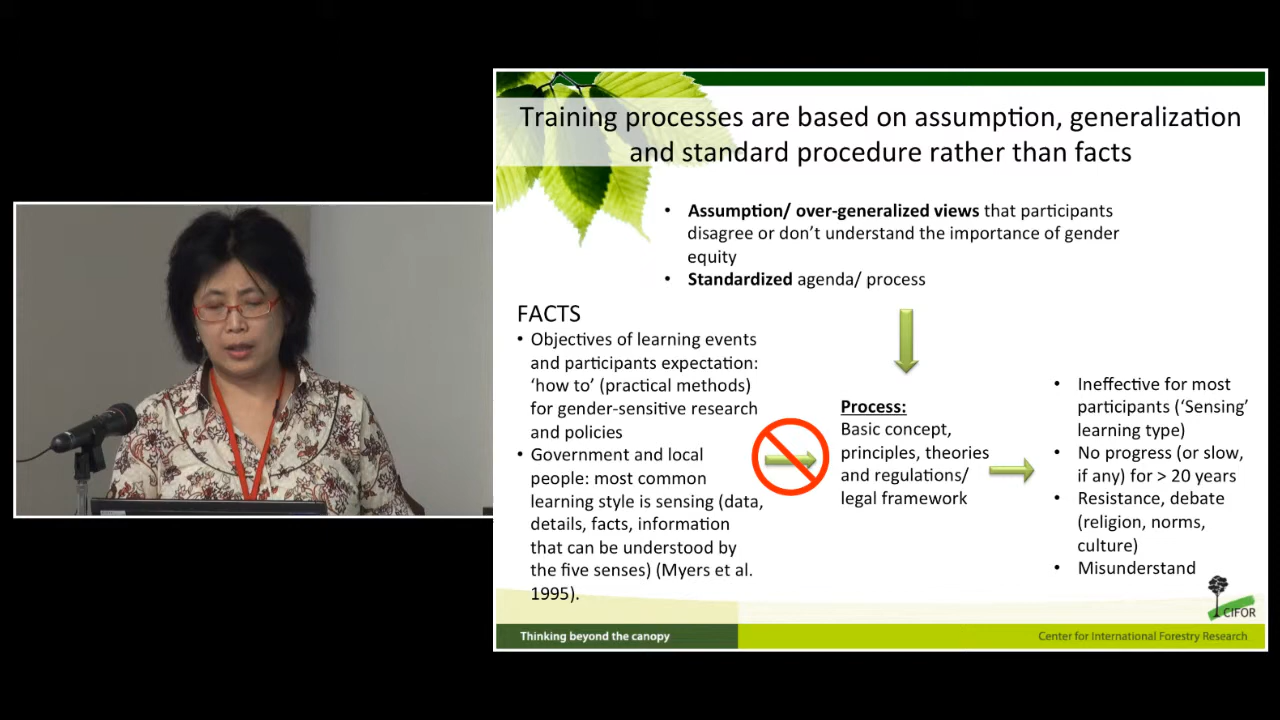 Training processes are based on assumption, generalization
and standard procedure rather than facts
• Assumption/ over-generalized views that participants
disagree or don't understand the importance of gender
equity
• Standardized agenda/ process
FACTS
• Objectives of learning events
and participants expectation:
'how to' (practical methods)
for gender-sensitive research
and policies
• Government and local
people: most common
learning style is sensing (data,
details, facts, information
that can be understood by
the five senses) (Myers et al.
1995).
Process:
Basic concept,
principles, theories
and regulations/
legal framework
• Ineffective for most
participants ('Sensing'
learning type)
• No progress (or slow,
if any) for > 20 years
• Resistance, debate
(religion, norms,
culture)
• Misunderstand
CIFOR
Thinking beyond the canopy
Center for International Forestry Research